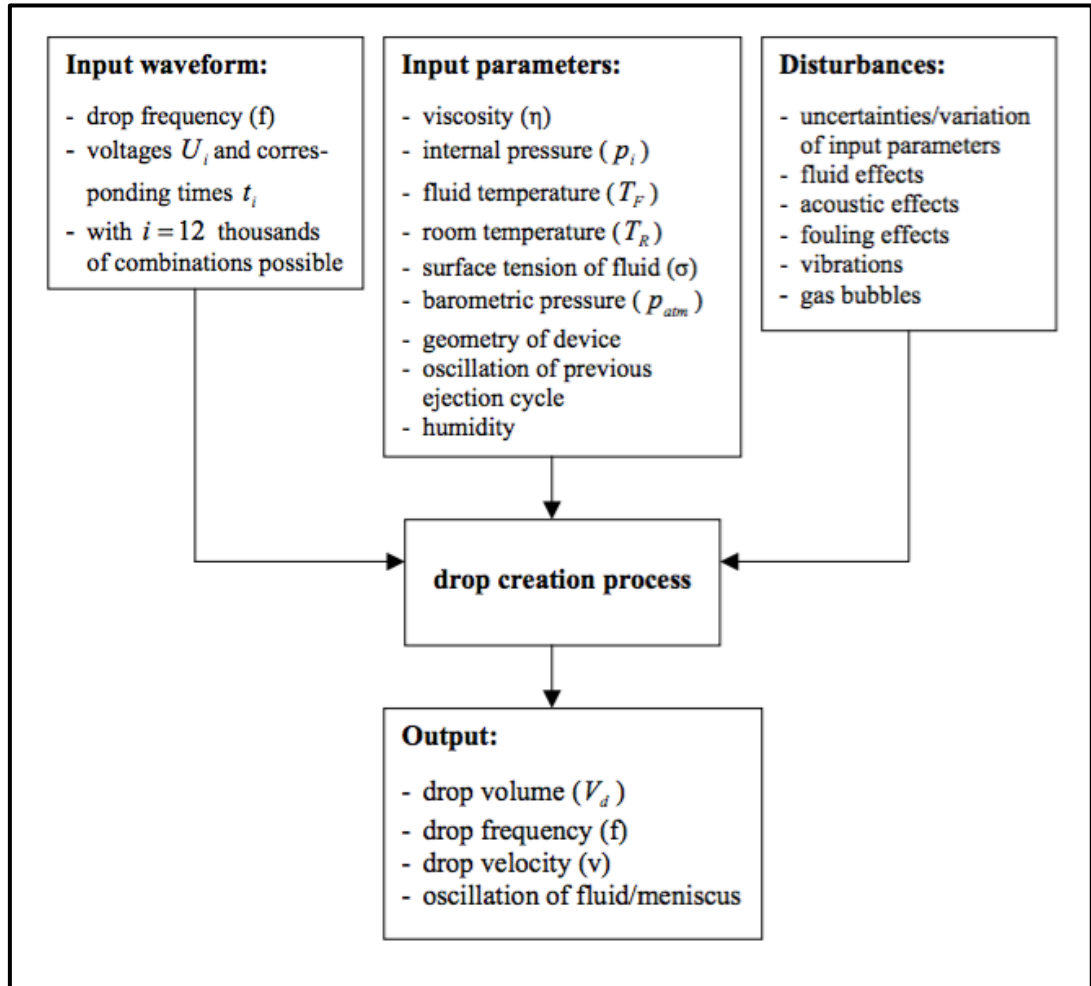 Input waveform:
- drop frequency (f)
- voltages U_i and corres-
ponding times t_i
- with i = 12 thousands
of combinations possible
Input parameters:
- viscosity (η)
- internal pressure ( p_i )
- fluid temperature ( T_F )
- room temperature ( T_R )
- surface tension of fluid (σ)
- barometric pressure ( p_atm )
- geometry of device
- oscillation of previous
ejection cycle
- humidity
Disturbances:
- uncertainties/variation
of input parameters
- fluid effects
- acoustic effects
- fouling effects
- vibrations
- gas bubbles
drop creation process
Output:
- drop volume ( V_d )
- drop frequency (f)
- drop velocity (v)
- oscillation of fluid/meniscus